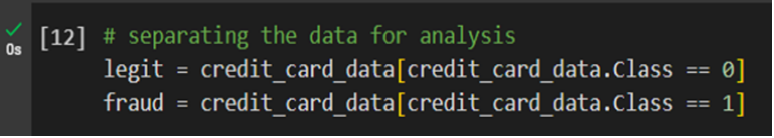 [12] # separating the data for analysis
0s
legit = credit_card_data[credit_card_data.Class == 0]
fraud = credit_card_data[credit_card_data.Class == 1]